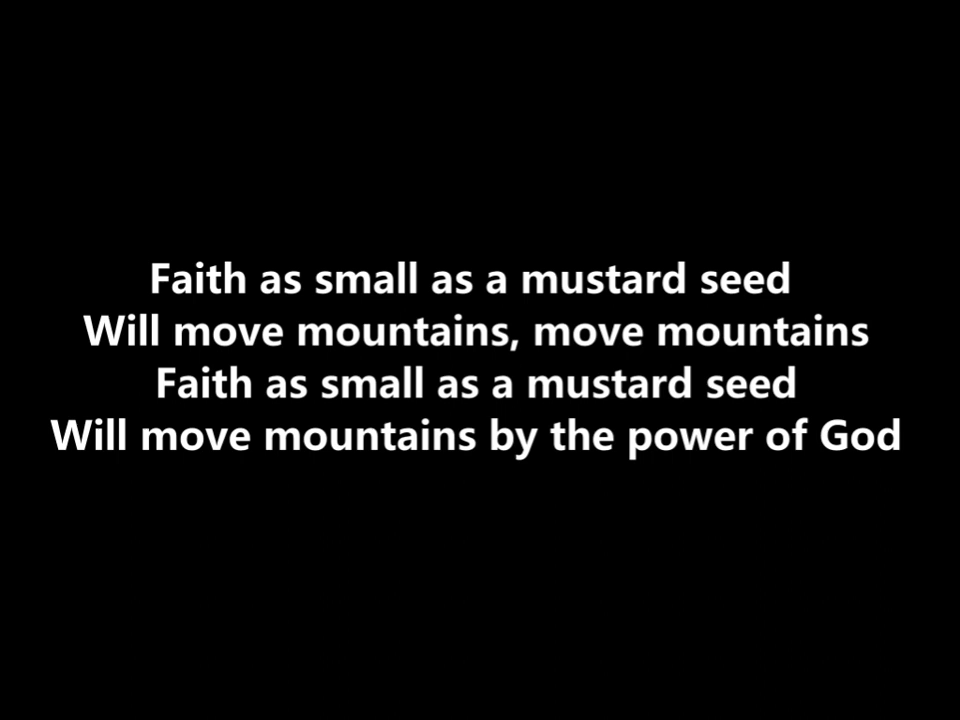 Faith as small as a mustard seed
Will move mountains, move mountains
Faith as small as a mustard seed
Will move mountains by the power of God